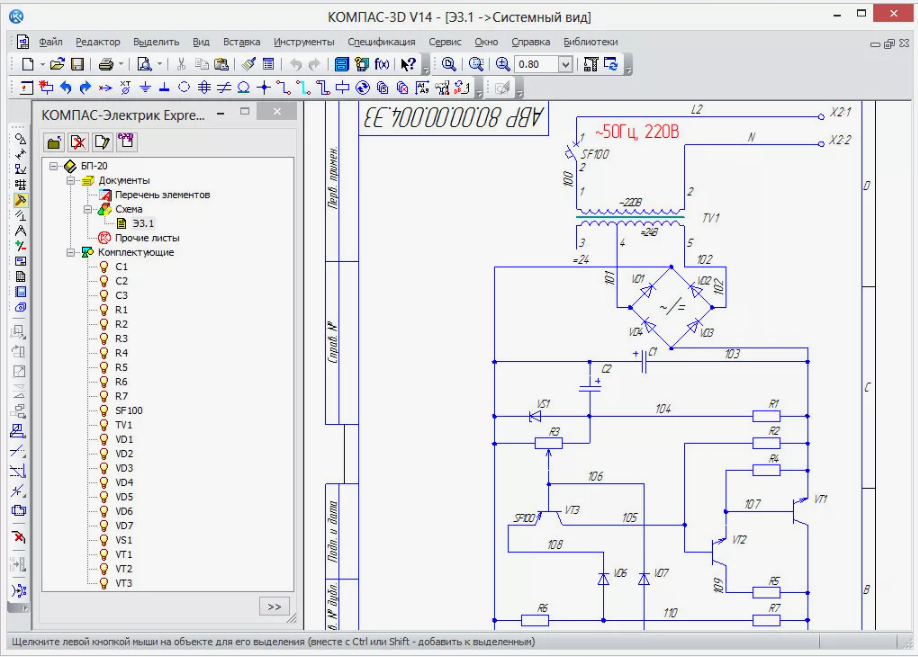 КОМПАС-3D V14 - [Э3.1 ->Системный вид]
Файл Редактор Выделить Вид Вставка Инструменты Спецификация Сервис Окно Справка Библиотеки
f(x) 0.80
КОМПАС-Электрик Expre...
БП-20
Документы
Перечень элементов
Схема
Э3.1
Прочие листы
Комплектующие
C1
C2
C3
R1
R2
R3
R4
R5
R6
R7
SF100
TV1
VD1
VD2
VD3
VD4
VD5
VD6
VD7
VS1
VT1
VT2
VT3
>>
АВР 80.00.00.004.ЭЗ
Перв. примен.
Справ. №
Подп. и дата
№ дубл.
L2 X2:1
~50Гц, 220В
N X2:2
1
SF100
2
100
1 2
~220В
TV1
=24В
3 4 5
=24 102
101
VD1 VD2 102
~/=
VD4 VD3
C1 103
+
C2
+
VS1 104 R1
R3 R2
R4
106
107 VT1
SF100 VT3 105
VT2
108
VD6 VD7 109
R5
R6 110 R7
D
C
B
Щелкните левой кнопкой мыши на объекте для его выделения (вместе с Ctrl или Shift - добавить к выделенным)